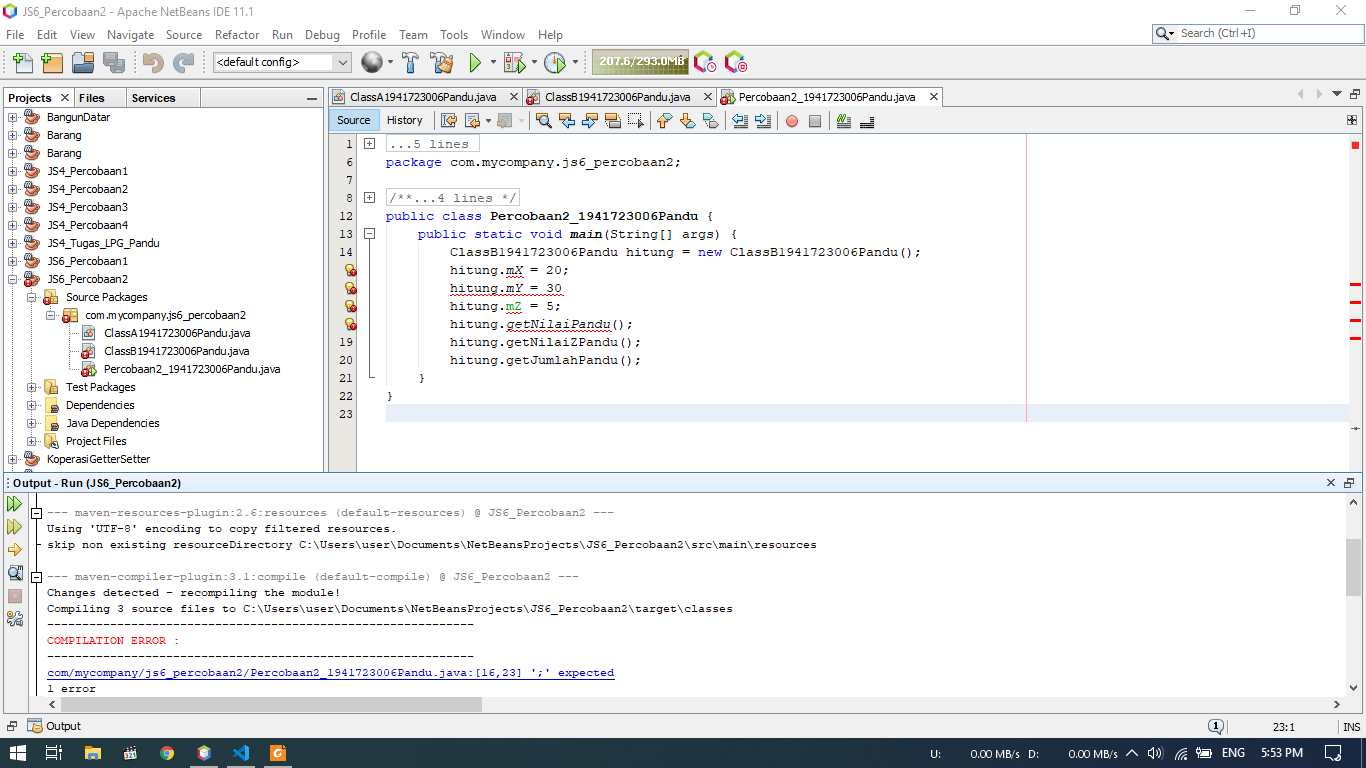 JS6_Percobaan2 - Apache NetBeans IDE 11.1
File Edit View Navigate Source Refactor Run Debug Profile Team Tools Window Help
Search (Ctrl+I)
<default config>
207.6/293.0MB
Projects Files Services
BangunDatar
Barang
Barang
JS4_Percobaan1
JS4_Percobaan2
JS4_Percobaan3
JS4_Percobaan4
JS4_Tugas_LPG_Pandu
JS6_Percobaan1
JS6_Percobaan2
Source Packages
com.mycompany.js6_percobaan2
ClassA1941723006Pandu.java
ClassB1941723006Pandu.java
Percobaan2_1941723006Pandu.java
Test Packages
Dependencies
Java Dependencies
Project Files
KoperasiGetterSetter
ClassA1941723006Pandu.java ClassB1941723006Pandu.java Percobaan2_1941723006Pandu.java
Source History
1 ...5 lines
6 package com.mycompany.js6_percobaan2;
7
8 /**...4 lines */
12 public class Percobaan2_1941723006Pandu {
13 public static void main(String[] args) {
14 ClassB1941723006Pandu hitung = new ClassB1941723006Pandu();
hitung.mX = 20;
hitung.mY = 30
hitung.mZ = 5;
hitung.getNilaiPandu();
19 hitung.getNilaiZPandu();
20 hitung.getJumlahPandu();
21 }
22 }
23
Output - Run (JS6_Percobaan2)
--- maven-resources-plugin:2.6:resources (default-resources) @ JS6_Percobaan2 ---
Using 'UTF-8' encoding to copy filtered resources.
skip non existing resourceDirectory C:\Users\user\Documents\NetBeansProjects\JS6_Percobaan2\src\main\resources
--- maven-compiler-plugin:3.1:compile (default-compile) @ JS6_Percobaan2 ---
Changes detected - recompiling the module!
Compiling 3 source files to C:\Users\user\Documents\NetBeansProjects\JS6_Percobaan2\target\classes
-------------------------------------------------------------
COMPILATION ERROR :
-------------------------------------------------------------
com/mycompany/js6_percobaan2/Percobaan2_1941723006Pandu.java:[16,23] ';' expected
1 error
Output
1
23:1
INS
U: 0.00 MB/s D: 0.00 MB/s
ENG
5:53 PM